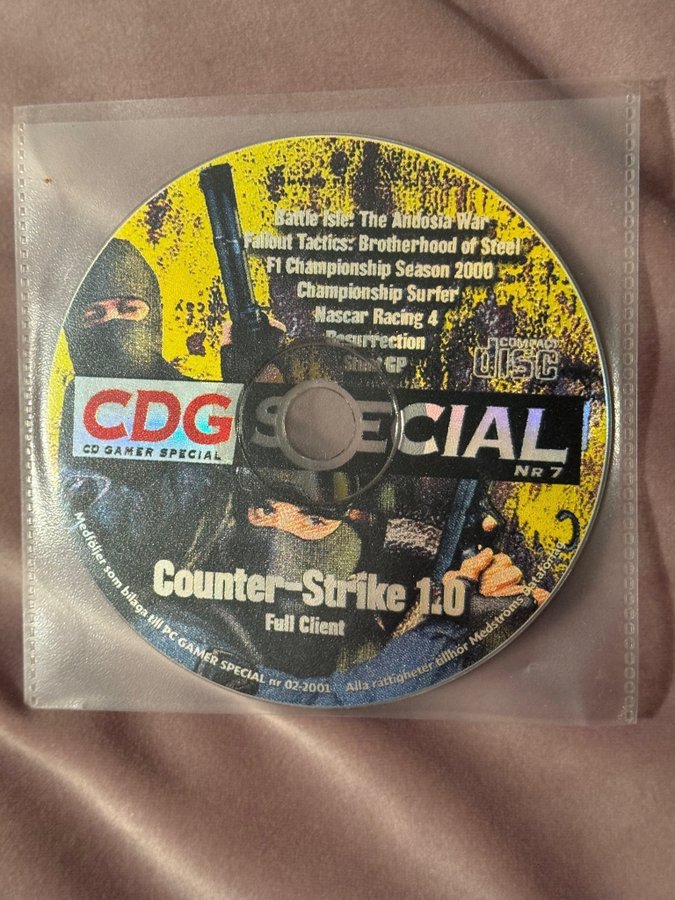 Battle Isle: The Andosia War
Fallout Tactics: Brotherhood of Steel
F1 Championship Season 2000
Championship Surfer
Nascar Racing 4
Resurrection
Stunt GP
COMPACT
disc
CDG SPECIAL
CD GAMER SPECIAL
NR 7
Counter-Strike 1.0
Full Client
Medföljer som bilaga till PC GAMER SPECIAL nr 02-2001 Alla rättigheter tillhör Medströms Dataförlag